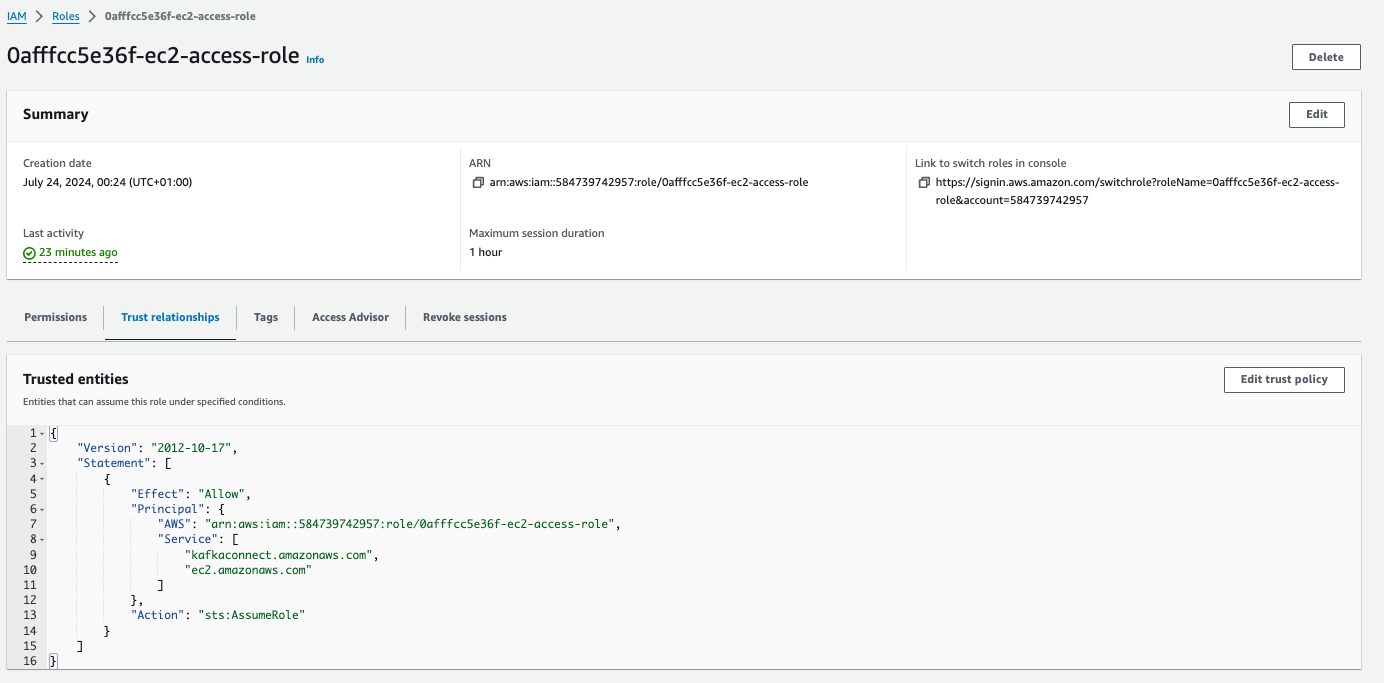 IAM > Roles > 0afffcc5e36f-ec2-access-role
0afffcc5e36f-ec2-access-role Info
Delete
Summary
Edit
Creation date
July 24, 2024, 00:24 (UTC+01:00)
ARN
arn:aws:iam::584739742957:role/0afffcc5e36f-ec2-access-role
Link to switch roles in console
https://signin.aws.amazon.com/switchrole?roleName=0afffcc5e36f-ec2-access-
role&account=584739742957
Last activity
23 minutes ago
Maximum session duration
1 hour
Permissions
Trust relationships
Tags
Access Advisor
Revoke sessions
Trusted entities
Edit trust policy
Entities that can assume this role under specified conditions.
1 {
2     "Version": "2012-10-17",
3     "Statement": [
4         {
5             "Effect": "Allow",
6             "Principal": {
7                 "AWS": "arn:aws:iam::584739742957:role/0afffcc5e36f-ec2-access-role",
8                 "Service": [
9                     "kafkaconnect.amazonaws.com",
10                     "ec2.amazonaws.com"
11                 ]
12             },
13             "Action": "sts:AssumeRole"
14         }
15     ]
16 }